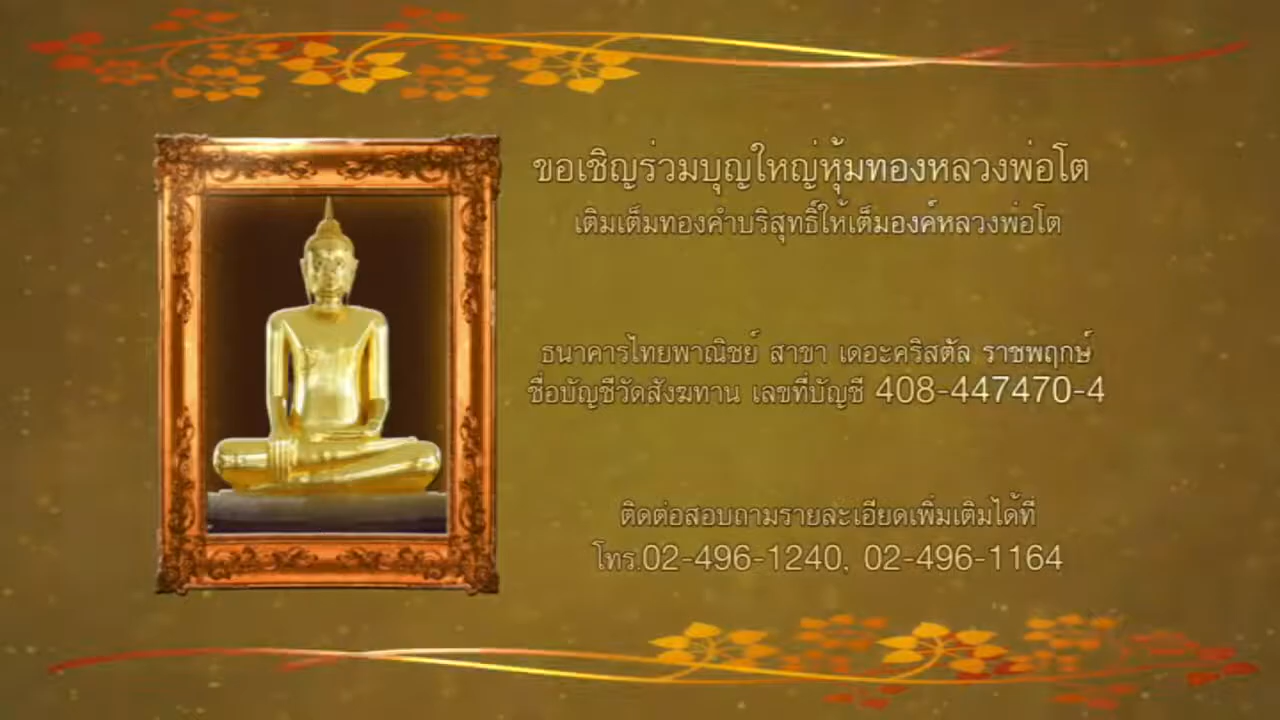 ขอเชิญร่วมบุญใหญ่หุ้มทองหลวงพ่อโต
เติมเต็มทองคำบริสุทธิ์ให้เต็มองค์หลวงพ่อโต
ธนาคารไทยพาณิชย์ สาขา เดอะคริสตัล ราชพฤกษ์
ชื่อบัญชีวัดสังฆทาน เลขที่บัญชี 408-447470-4
ติดต่อสอบถามรายละเอียดเพิ่มเติมได้ที่
โทร.02-496-1240, 02-496-1164